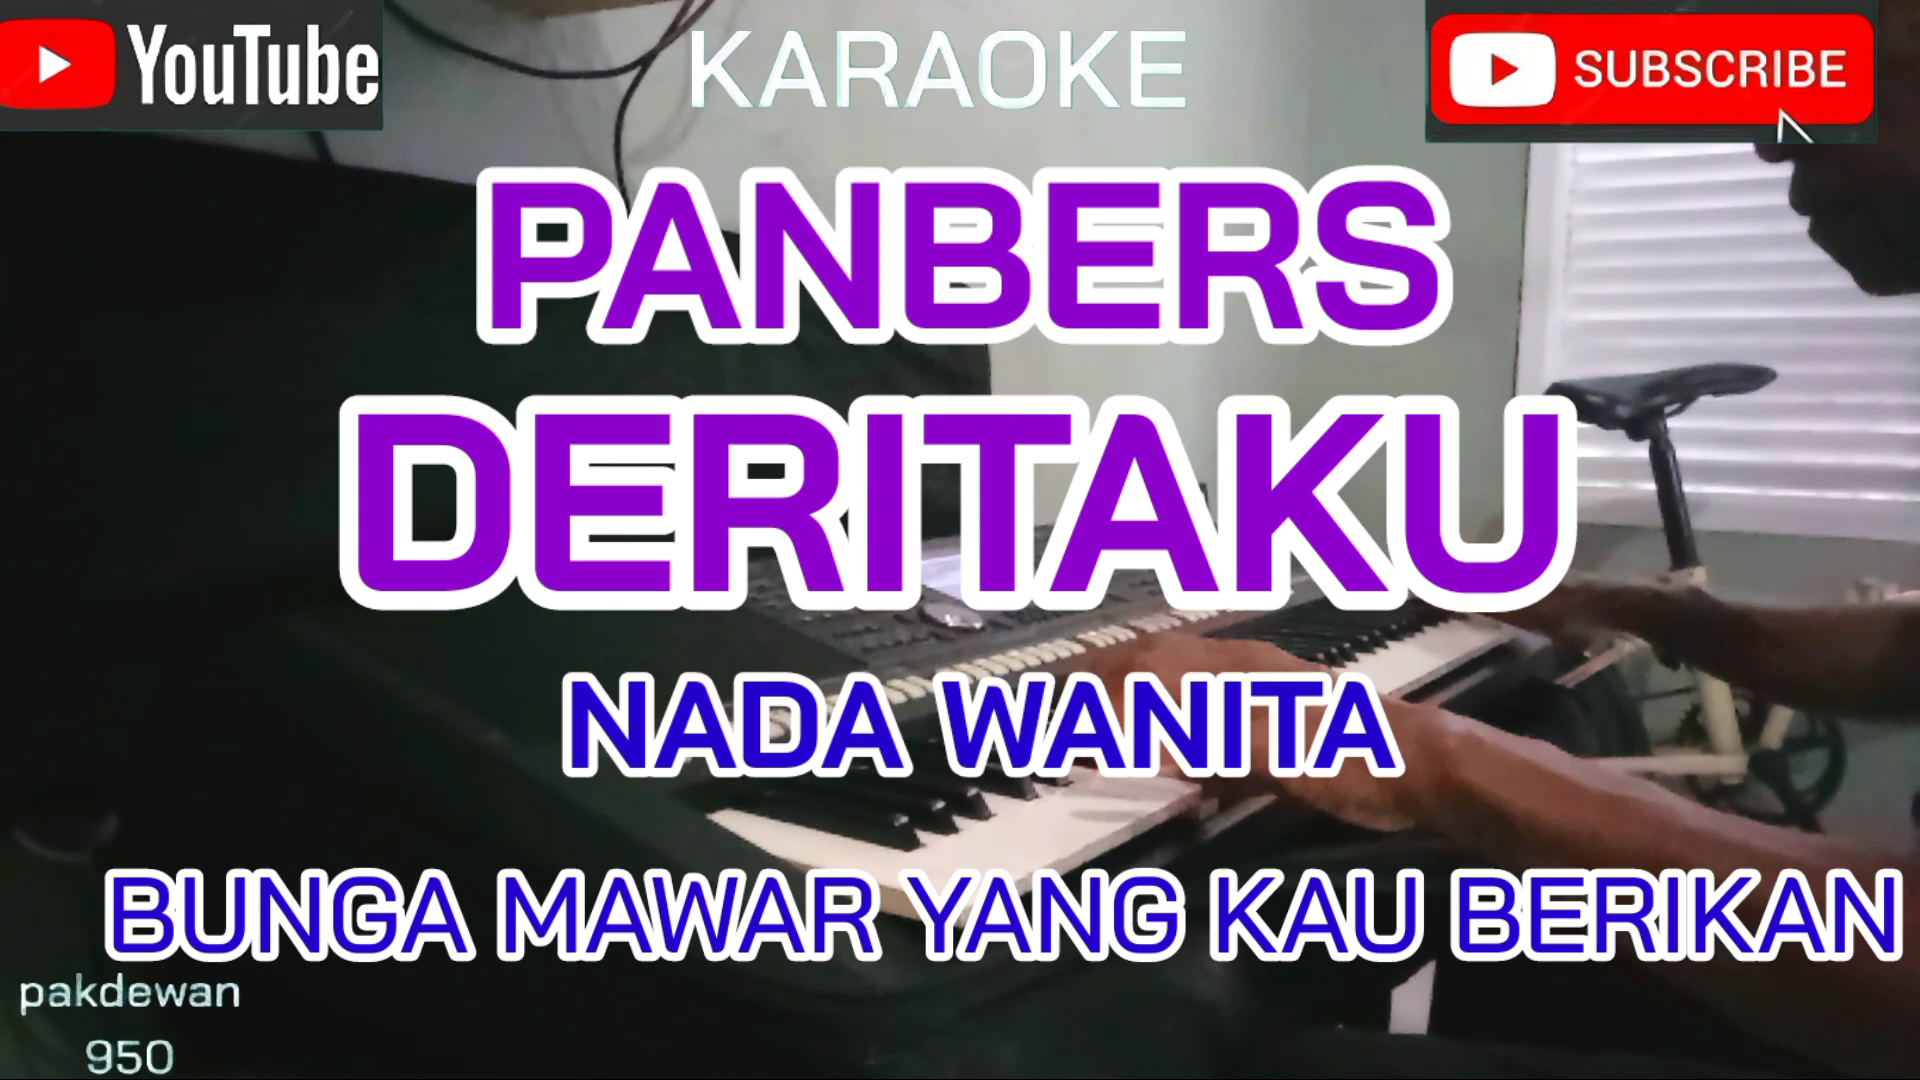 YouTube
KARAOKE
SUBSCRIBE
PANBERS
DERITAKU
NADA WANITA
BUNGA MAWAR YANG KAU BERIKAN
pakdewan
950